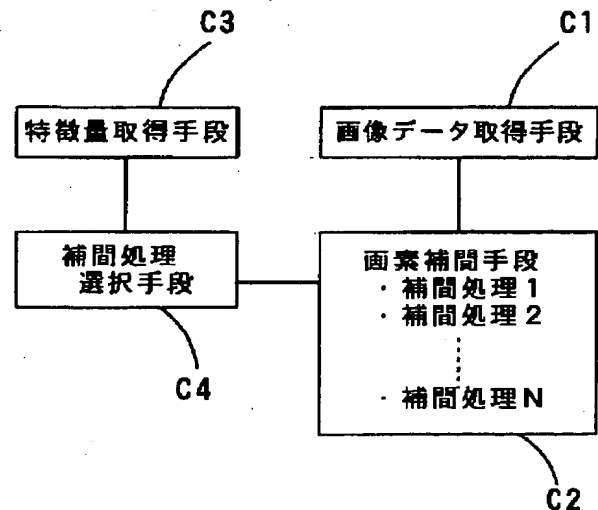 C3
C1
特徴量取得手段
画像データ取得手段
補間処理
選択手段
画素補間手段
・補間処理1
・補間処理2
・補間処理N
C4
C2